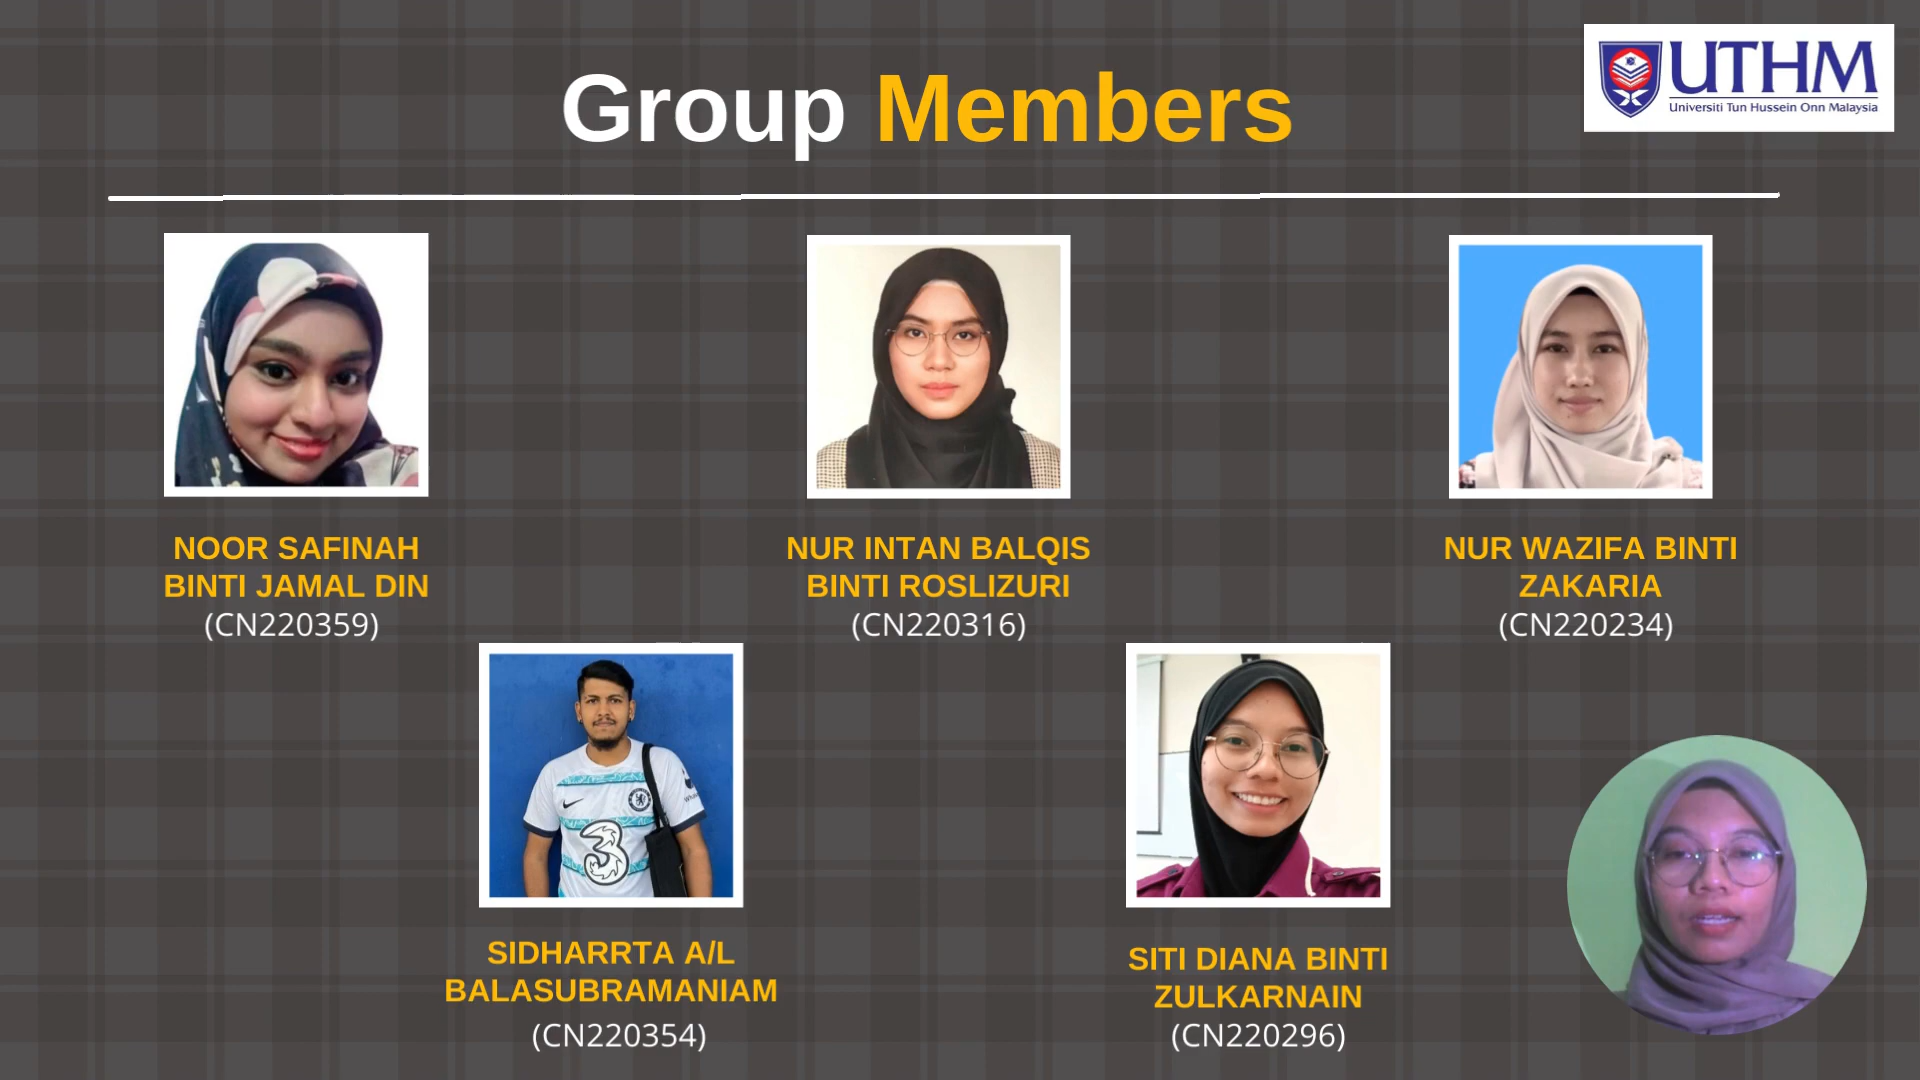 Group Members
UTHM
Universiti Tun Hussein Onn Malaysia
NOOR SAFINAH
BINTI JAMAL DIN
(CN220359)
NUR INTAN BALQIS
BINTI ROSLIZURI
(CN220316)
NUR WAZIFA BINTI
ZAKARIA
(CN220234)
3
SIDHARRTA A/L
BALASUBRAMANIAM
(CN220354)
SITI DIANA BINTI
ZULKARNAIN
(CN220296)